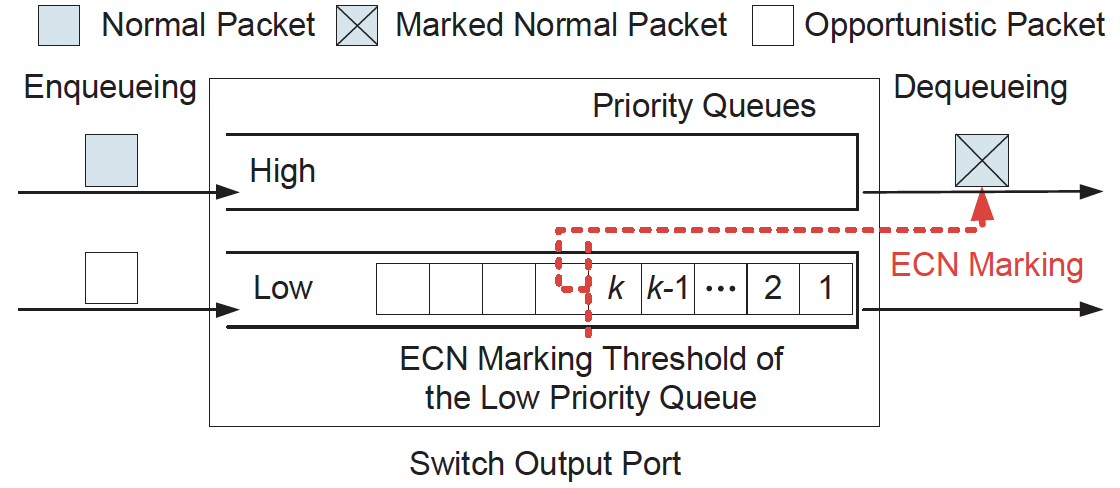 Normal Packet
Marked Normal Packet
Opportunistic Packet
Enqueueing
Dequeueing
Priority Queues
High
ECN Marking
Low
k k-1 ••• 2 1
ECN Marking Threshold of
the Low Priority Queue
Switch Output Port